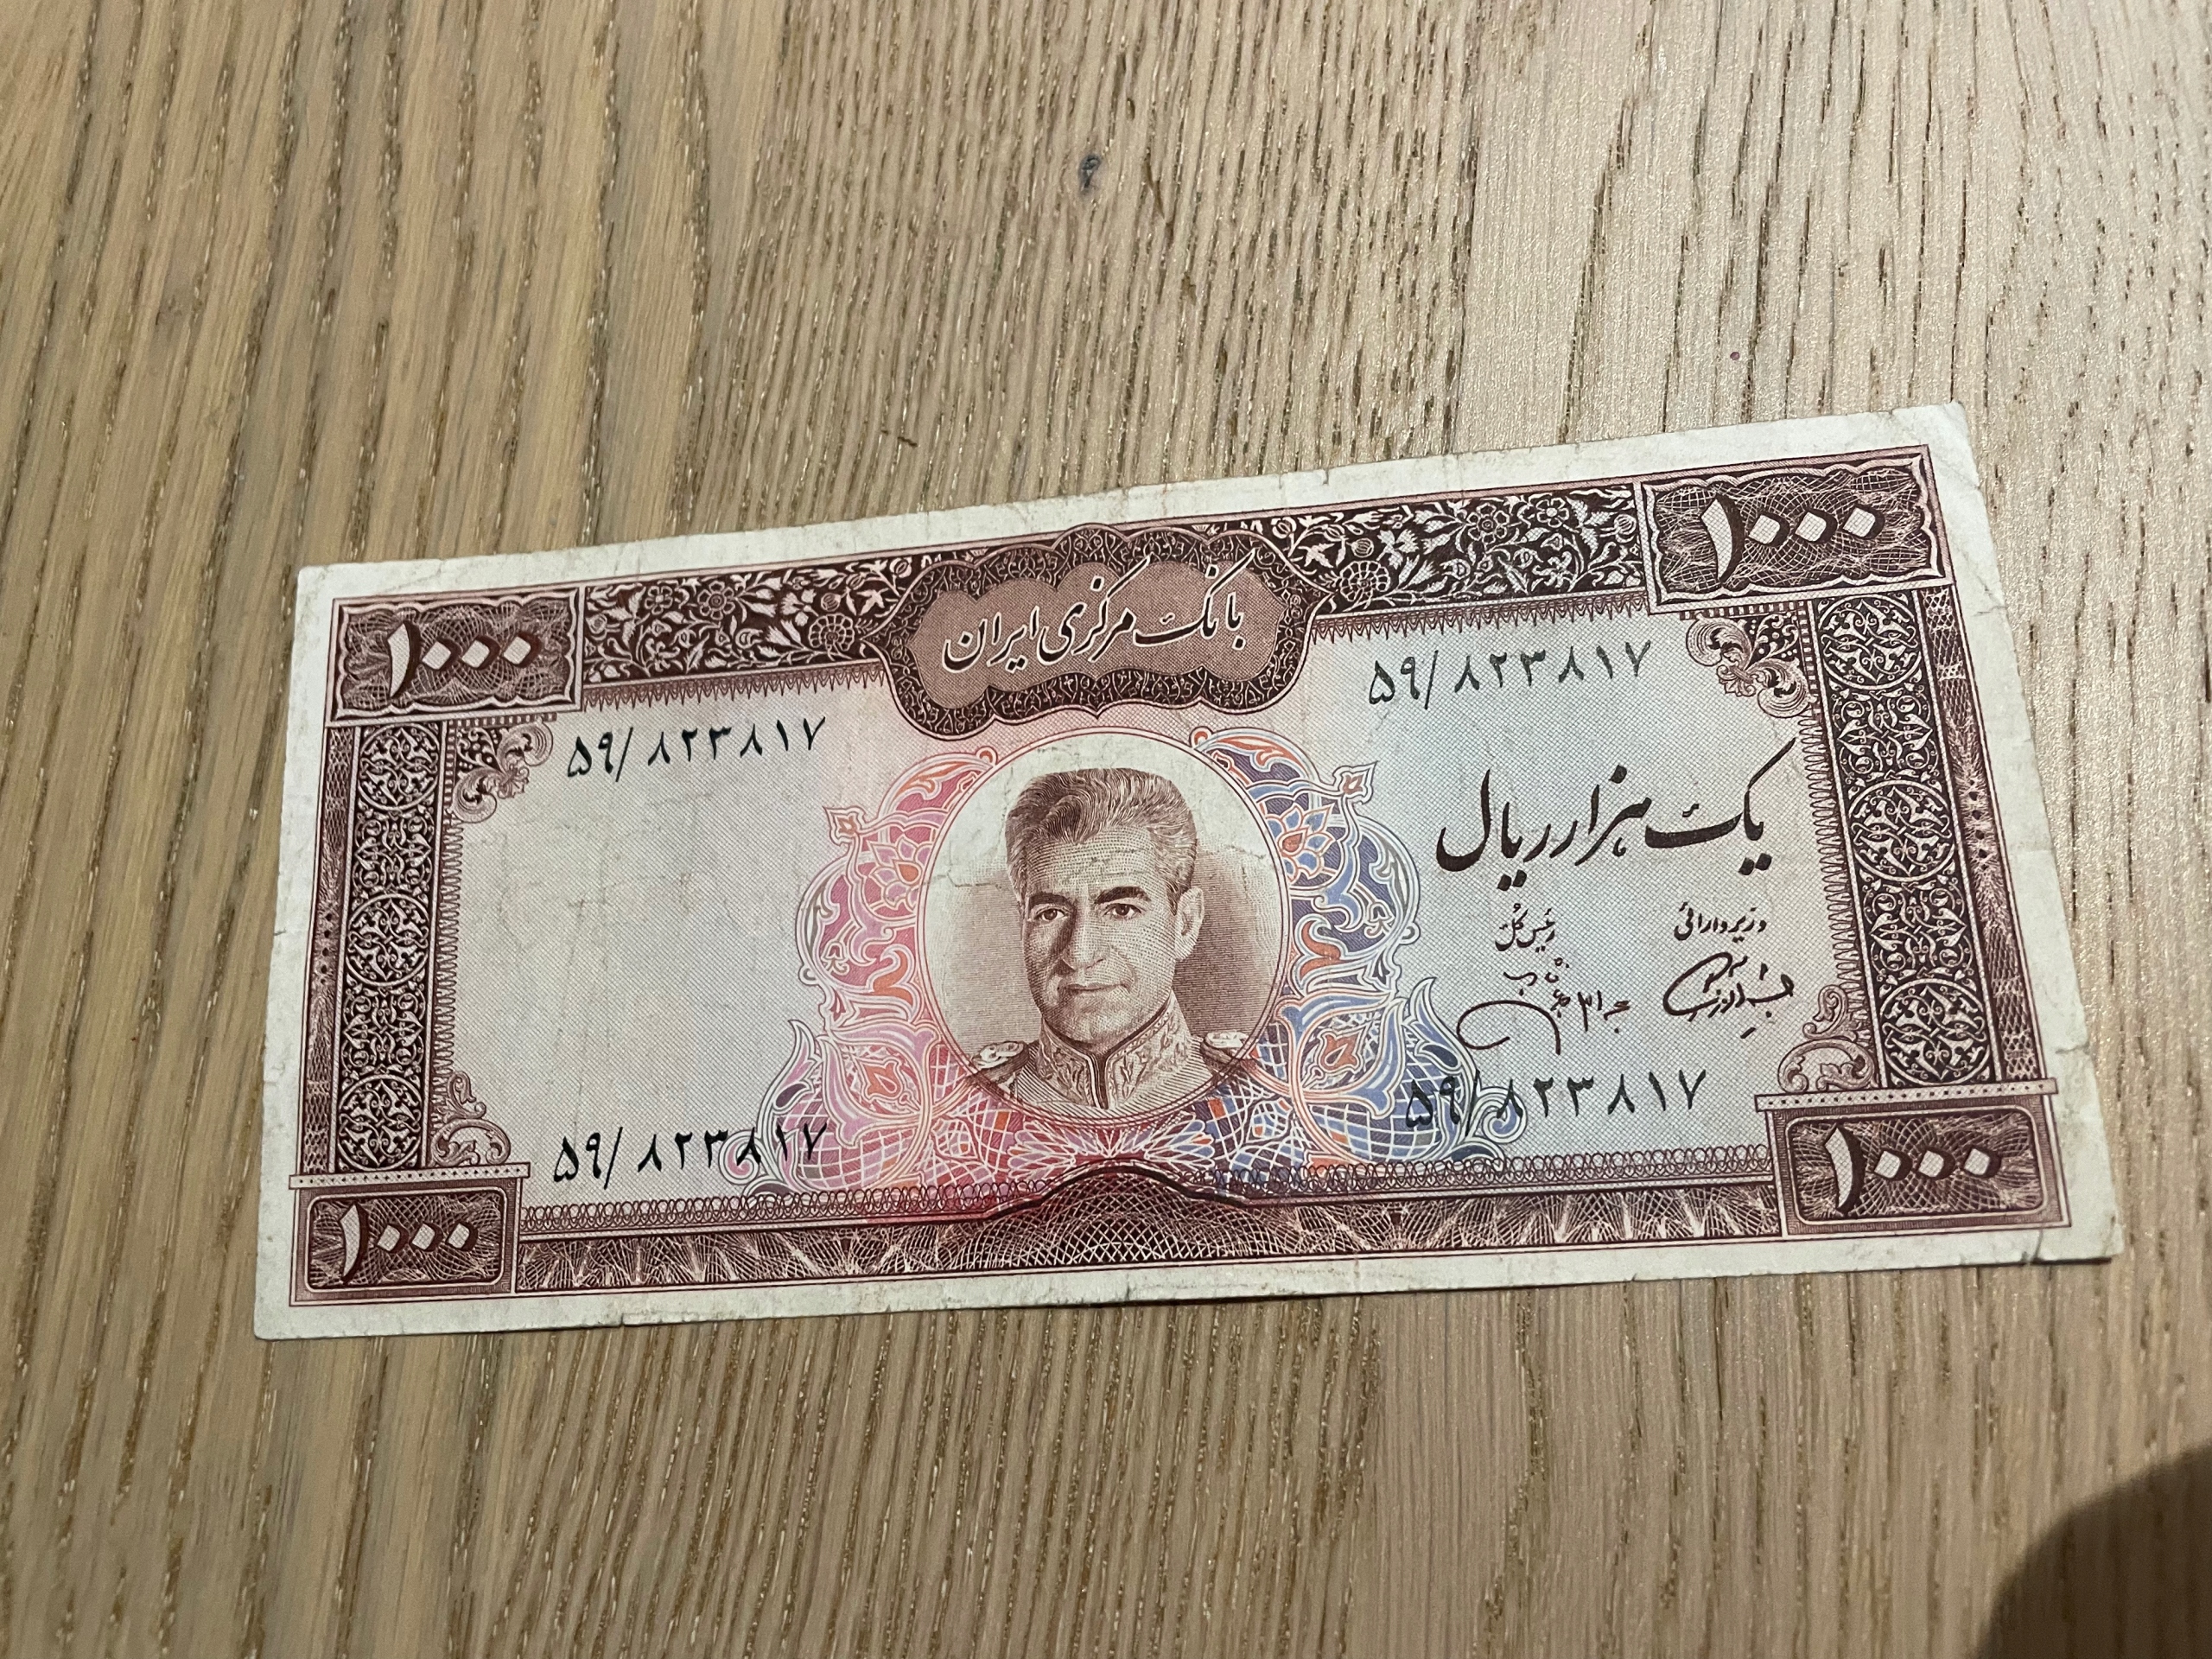 ۱۰۰۰
بانک مرکزی ایران
۱۰۰۰
۵۹/۸۲۳۸۱۷
۵۹/۸۲۳۸۱۷
یک هزار ریال
وزیر دارائی
رئیس کل
۵۹/۸۲۳۸۱۷
۵۹/۸۲۳۸۱۷
۱۰۰۰
۱۰۰۰